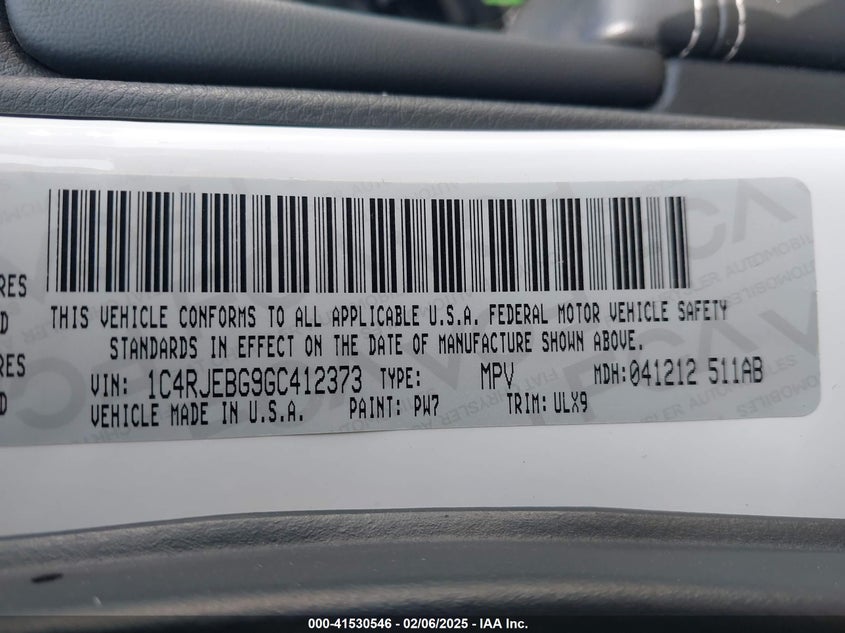 RES
D
RES
D
THIS VEHICLE CONFORMS TO ALL APPLICABLE U.S.A. FEDERAL MOTOR VEHICLE SAFETY
STANDARDS IN EFFECT ON THE DATE OF MANUFACTURE SHOWN ABOVE.
VIN: 1C4RJEBG9GC412373 TYPE: MPV MDH:041212 511AB
VEHICLE MADE IN U.S.A. PAINT: PW7 TRIM:ULX9
000-41530546 - 02/06/2025 - IAA Inc.